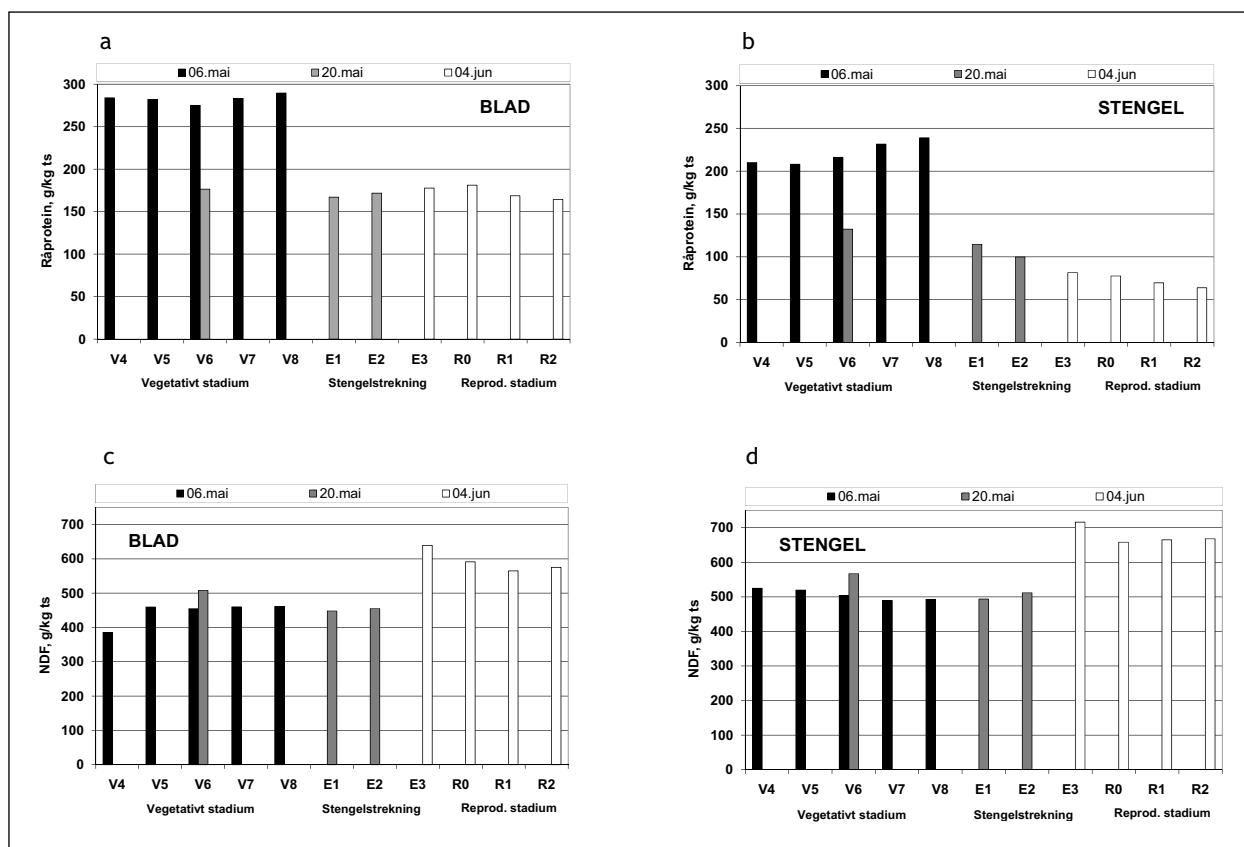 a
06.mai 20.mai 04.jun
BLAD
Råprotein, g/kg ts
300
250
200
150
100
50
0
V4 V5 V6 V7 V8 E1 E2 E3 R0 R1 R2
Vegetativt stadium Stengelstrekning Reprod. stadium
b
06.mai 20.mai 04.jun
STENGEL
Råprotein, g/kg ts
300
250
200
150
100
50
0
V4 V5 V6 V7 V8 E1 E2 E3 R0 R1 R2
Vegetativt stadium Stengelstrekning Reprod. stadium
c
06.mai 20.mai 04.jun
BLAD
NDF, g/kg ts
700
600
500
400
300
200
100
0
V4 V5 V6 V7 V8 E1 E2 E3 R0 R1 R2
Vegetativt stadium Stengelstrekning Reprod. stadium
d
06.mai 20.mai 04.jun
STENGEL
NDF, g/kg ts
700
600
500
400
300
200
100
0
V4 V5 V6 V7 V8 E1 E2 E3 R0 R1 R2
Vegetativt stadium Stengelstrekning Reprod. stadium